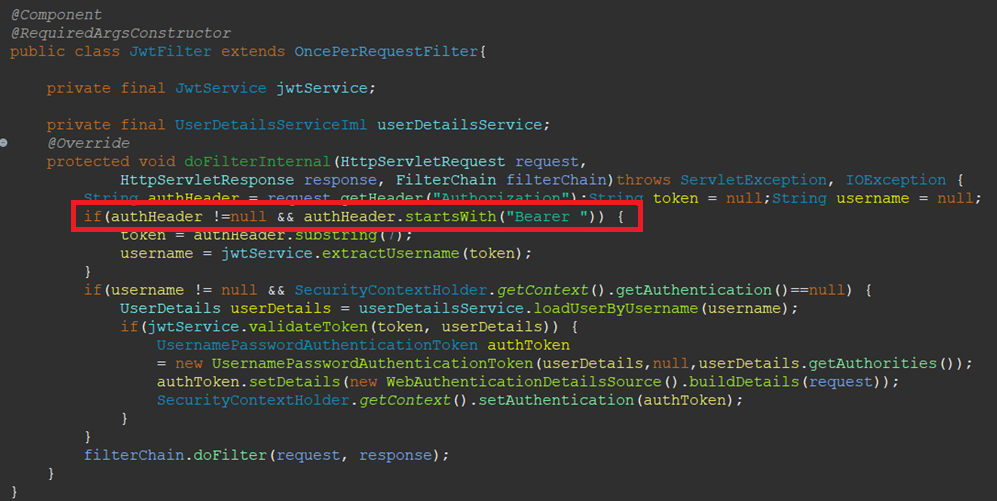 @Component
@RequiredArgsConstructor
public class JwtFilter extends OncePerRequestFilter{
private final JwtService jwtService;
private final UserDetailsServiceIml userDetailsService;
@Override
protected void doFilterInternal(HttpServletRequest request,
HttpServletResponse response, FilterChain filterChain)throws ServletException, IOException {
String authHeader = request.getHeader("Authorization");String token = null;String username = null;
if(authHeader !=null && authHeader.startsWith("Bearer ")) {
token = authHeader.substring(7);
username = jwtService.extractUsername(token);
}
if(username != null && SecurityContextHolder.getContext().getAuthentication()==null) {
UserDetails userDetails = userDetailsService.loadUserByUsername(username);
if(jwtService.validateToken(token, userDetails)) {
UsernamePasswordAuthenticationToken authToken
= new UsernamePasswordAuthenticationToken(userDetails,null,userDetails.getAuthorities());
authToken.setDetails(new WebAuthenticationDetailsSource().buildDetails(request));
SecurityContextHolder.getContext().setAuthentication(authToken);
}
}
filterChain.doFilter(request, response);
}
}